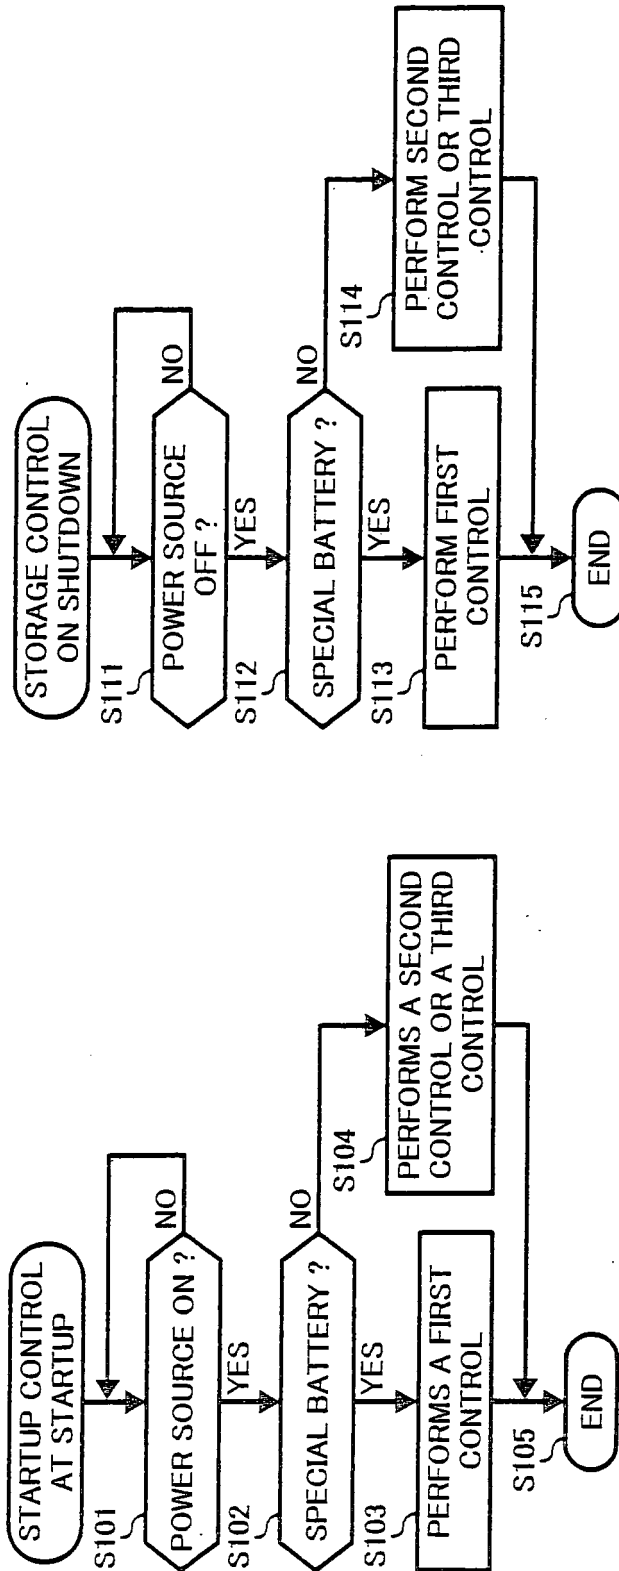 STARTUP CONTROL
AT STARTUP
S101
POWER SOURCE ON ?
NO
YES
S102
SPECIAL BATTERY ?
NO
YES
S103
PERFORMS A FIRST
CONTROL
S104
PERFORMS A SECOND
CONTROL OR A THIRD
CONTROL
S105
END
STORAGE CONTROL
ON SHUTDOWN
S111
POWER SOURCE
OFF ?
NO
YES
S112
SPECIAL BATTERY ?
NO
YES
S113
PERFORM FIRST
CONTROL
S114
PERFORM SECOND
CONTROL OR THIRD
CONTROL
S115
END